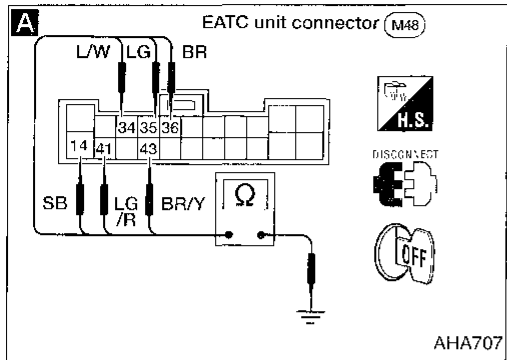 A
EATC unit connector M48
L/W LG BR
34 35 36
14 41 43
H.S.
DISCONNECT
SB LG/R BR/Y
Ω
OFF
AHA707